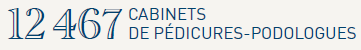 12 467 CABINETS
DE PÉDICURES-PODOLOGUES